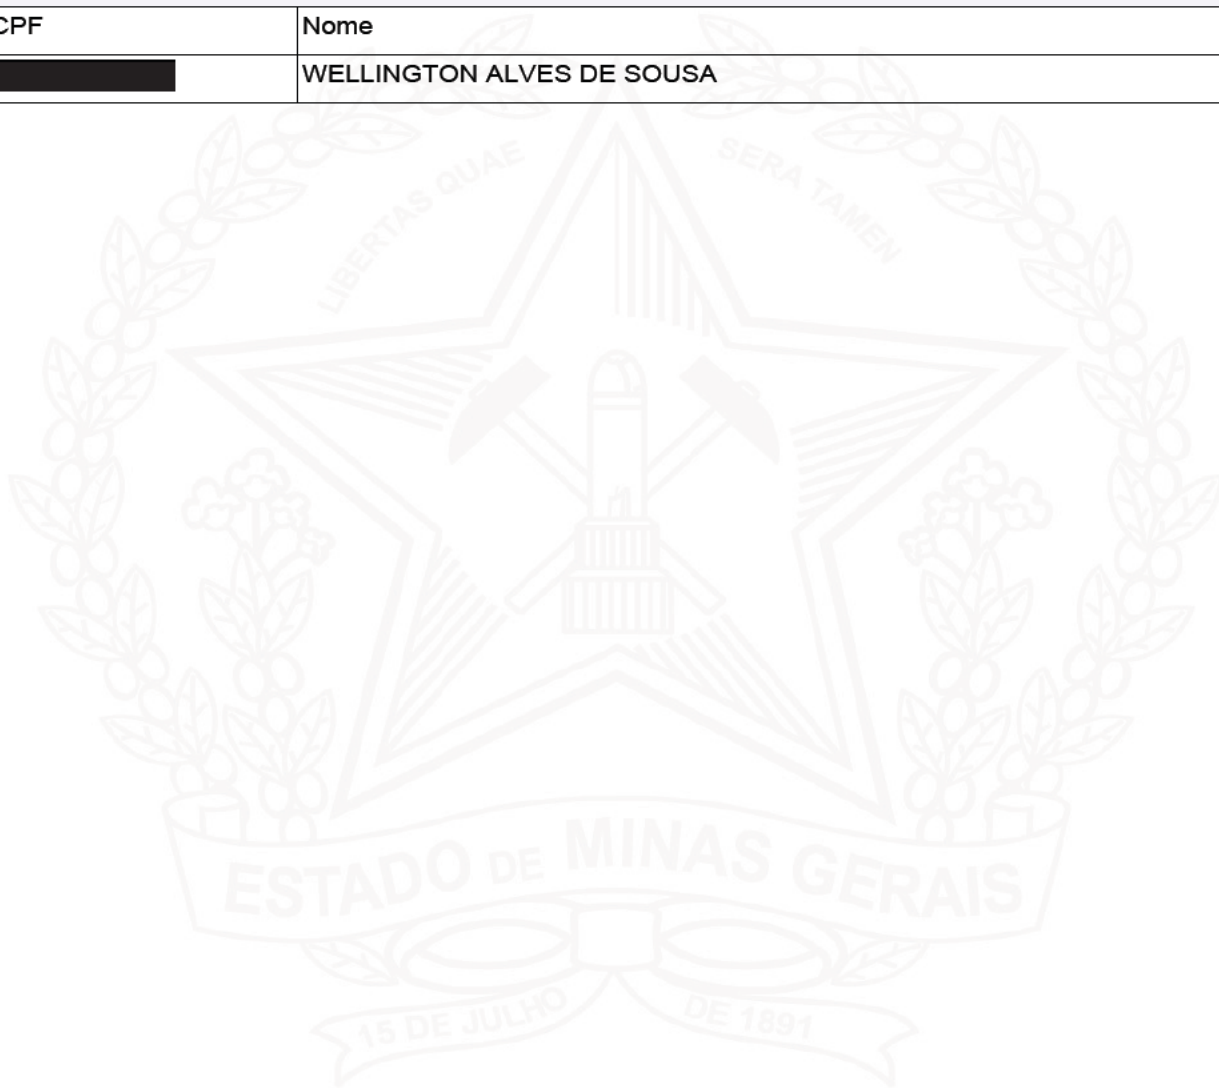 CPF Nome
WELLINGTON ALVES DE SOUSA
LIBERTAS QUAE SERA TAMEN
ESTADO DE MINAS GERAIS
15 DE JULHO DE 1891